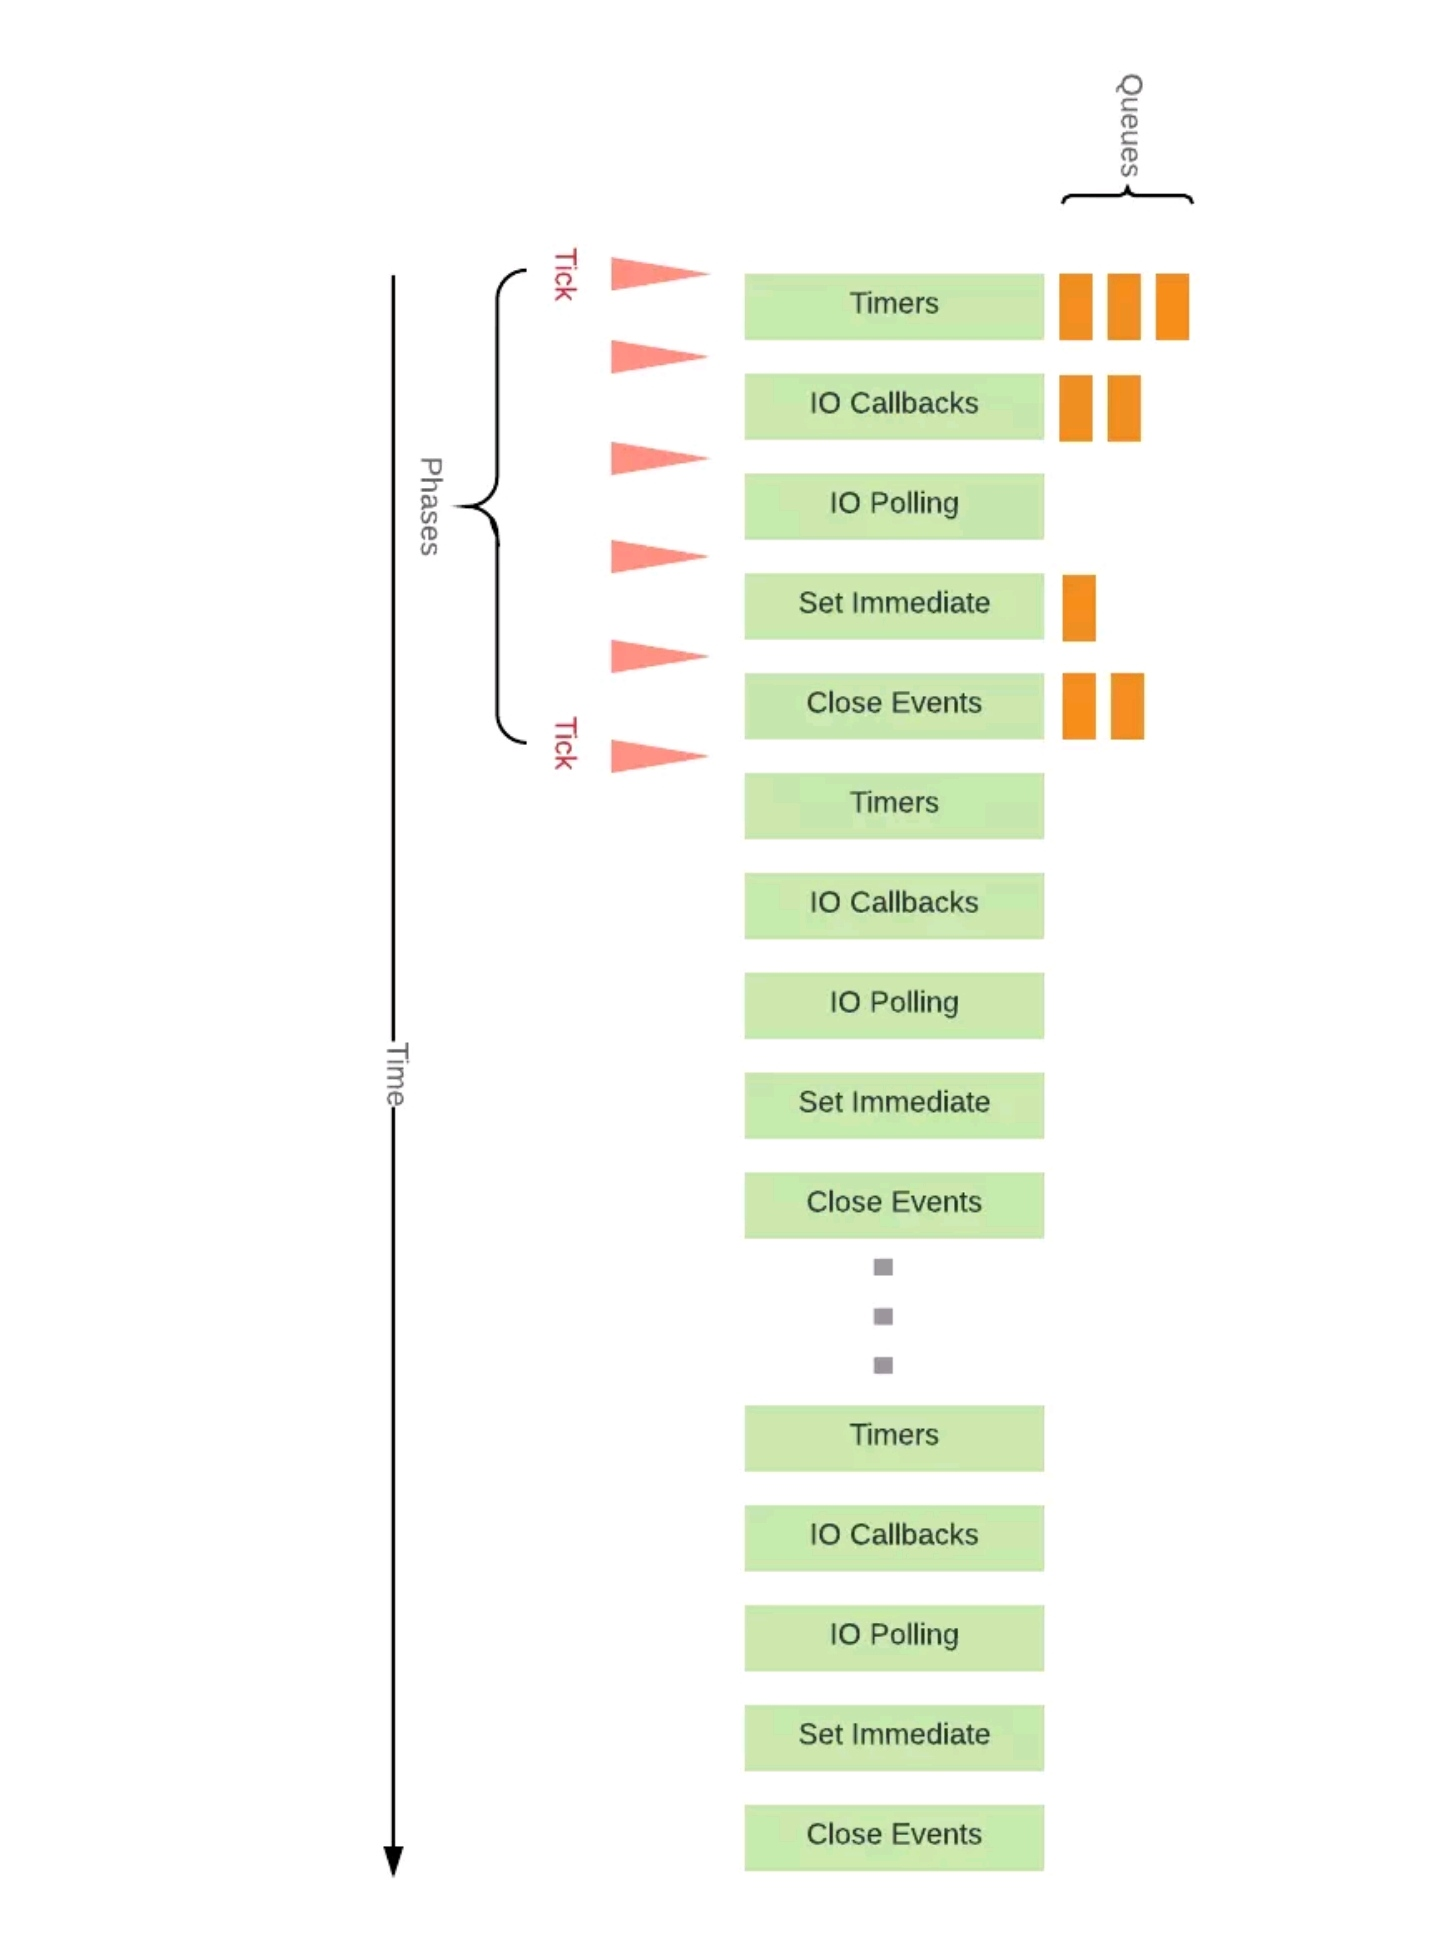 Queues
Tick
Timers
IO Callbacks
Phases
IO Polling
Set Immediate
Close Events
Tick
Timers
IO Callbacks
IO Polling
Time
Set Immediate
Close Events
Timers
IO Callbacks
IO Polling
Set Immediate
Close Events